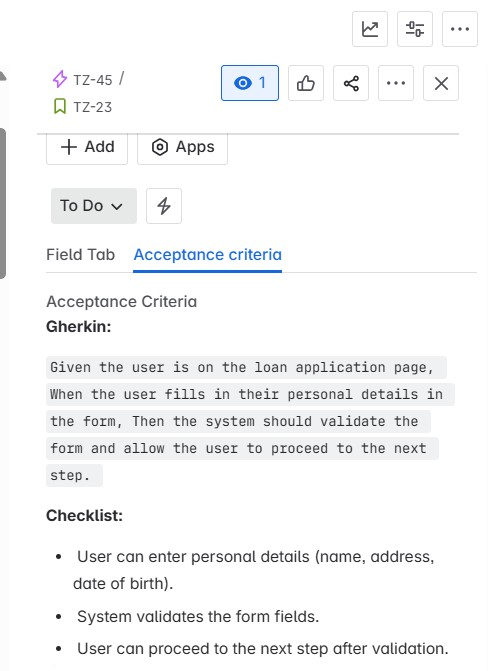 TZ-45 /
TZ-23
1
Add
Apps
To Do
Field Tab
Acceptance criteria
Acceptance Criteria
Gherkin:
Given the user is on the loan application page,
When the user fills in their personal details in
the form, Then the system should validate the
form and allow the user to proceed to the next
step.
Checklist:
• User can enter personal details (name, address,
date of birth).
• System validates the form fields.
• User can proceed to the next step after validation.